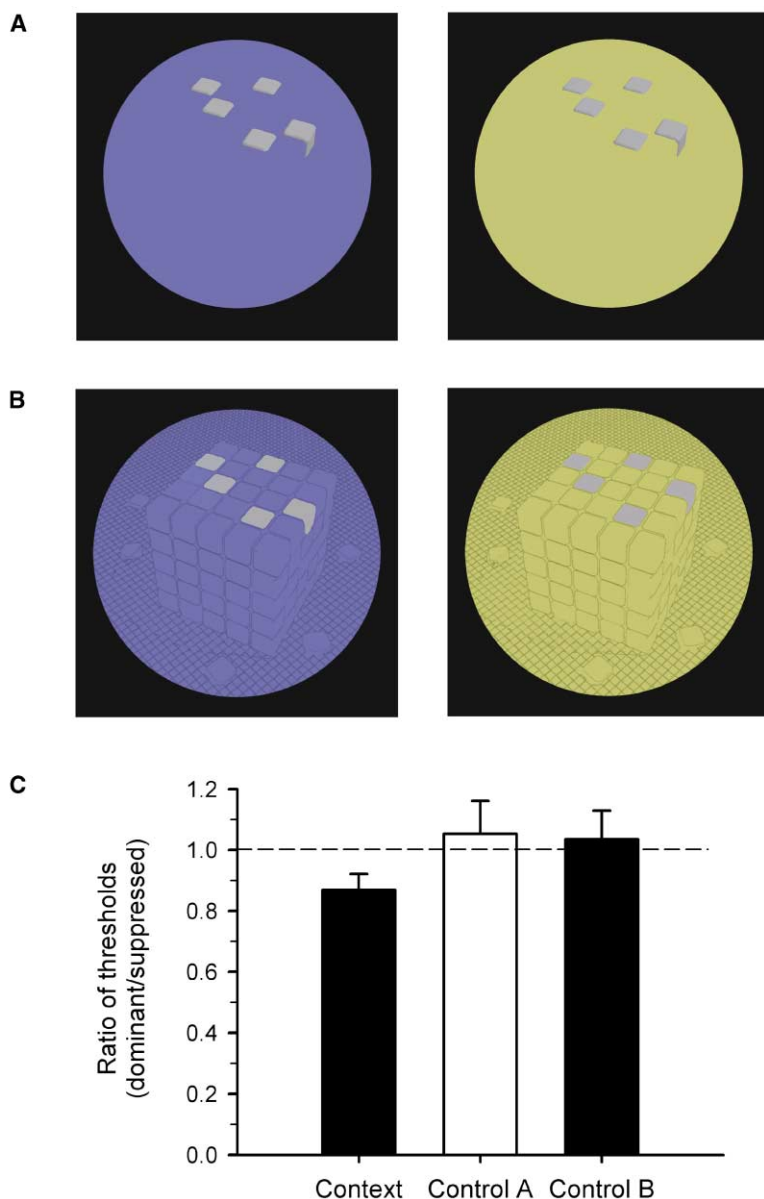 A
B
C
1.2
1.0
0.8
0.6
0.4
0.2
0.0
Ratio of thresholds
(dominant/suppressed)
Context Control A Control B